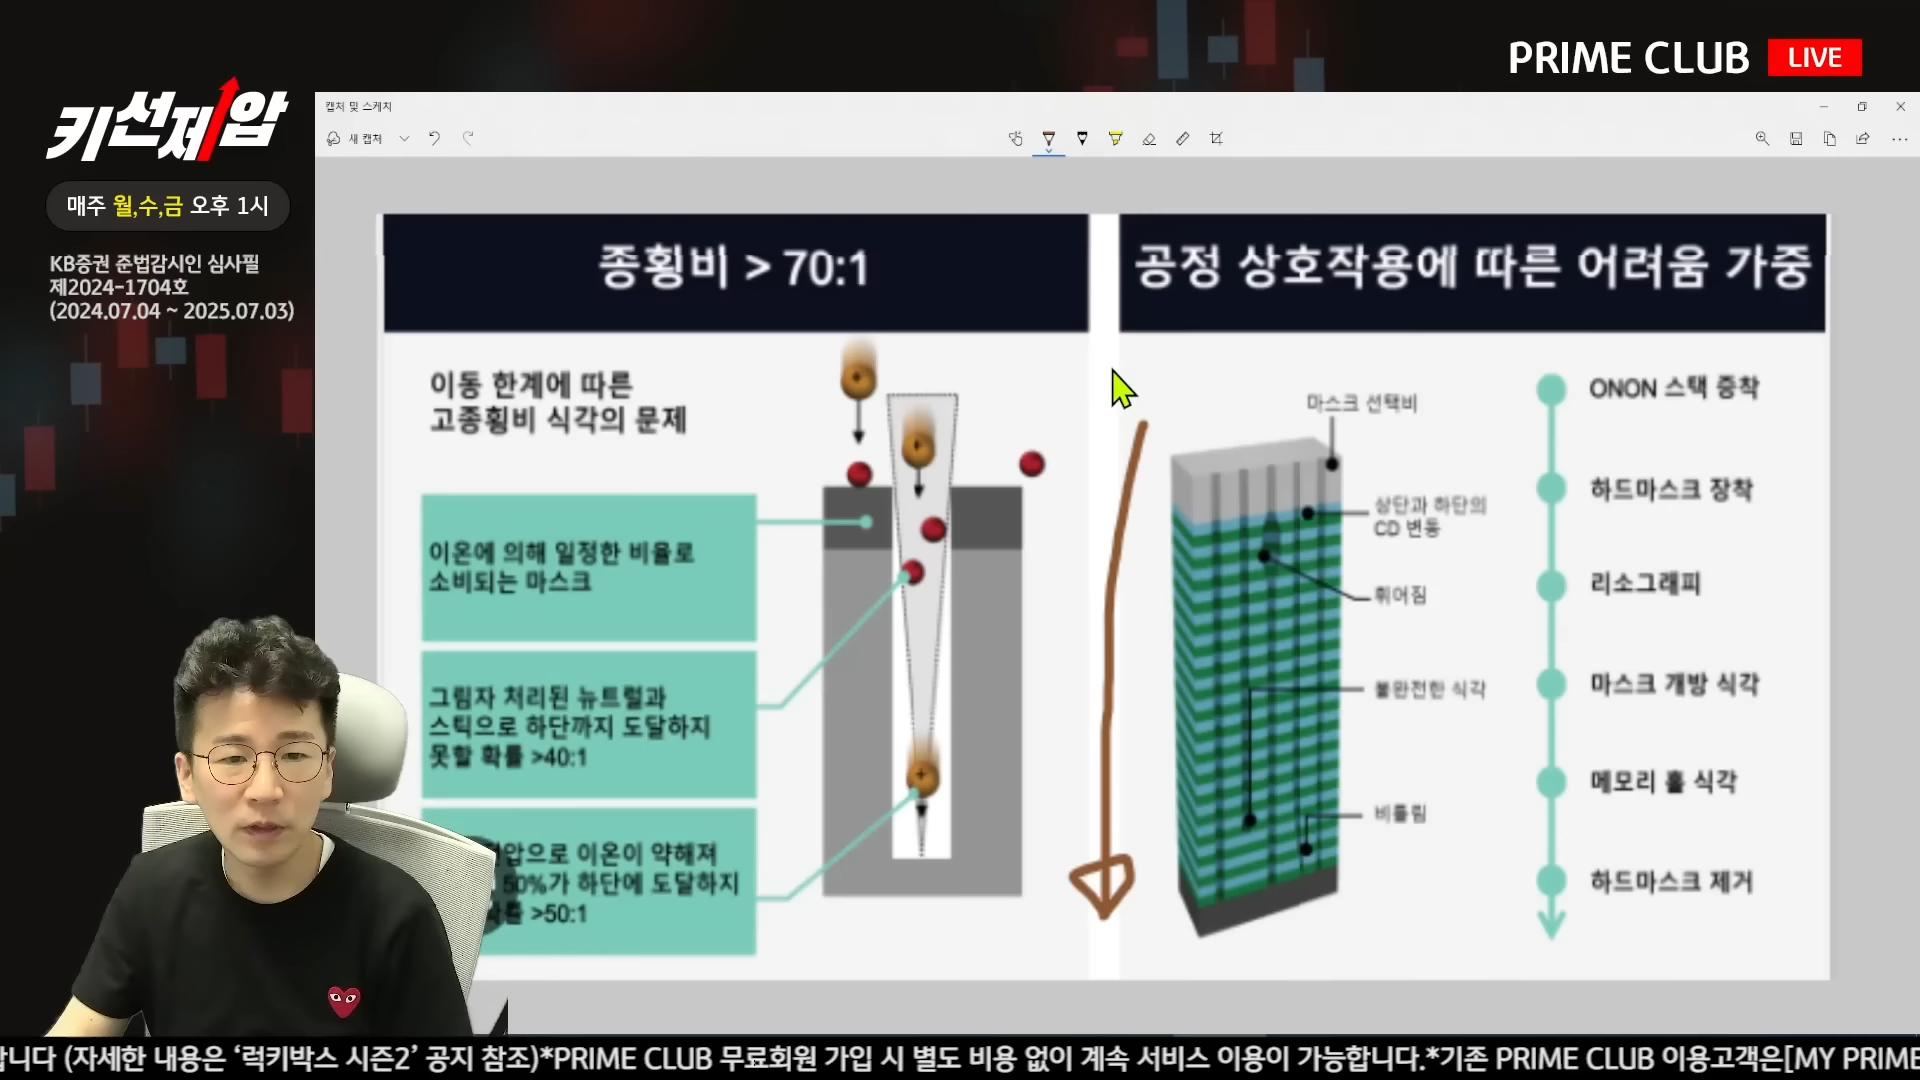 PRIME CLUB LIVE
키선제압
매주 월,수,금 오후 1시
KB증권 준법감시인 심사필
제2024-1704호
(2024.07.04 ~ 2025.07.03)
캡처 및 스케치
새 캡처
종횡비 > 70:1
이동 한계에 따른
고종횡비 식각의 문제
이온에 의해 일정한 비율로
소비되는 마스크
그림자 처리된 뉴트럴과
스틱으로 하단까지 도달하지
못할 확률 >40:1
압으로 이온이 약해져
50%가 하단에 도달하지
확률 >50:1
공정 상호작용에 따른 어려움 가중
마스크 선택비
상단과 하단의
CD 변동
휘어짐
불완전한 식각
비틀림
ONON 스택 증착
하드마스크 장착
리소그래피
마스크 개방 식각
메모리 홀 식각
하드마스크 제거
합니다 (자세한 내용은 ‘럭키박스 시즌2’ 공지 참조)*PRIME CLUB 무료회원 가입 시 별도 비용 없이 계속 서비스 이용이 가능합니다.*기존 PRIME CLUB 이용고객은[MY PRIME